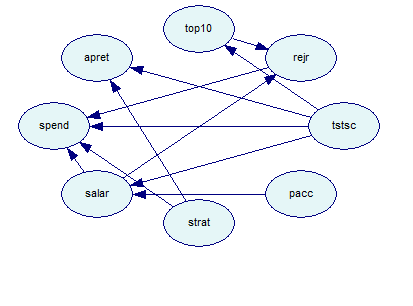 top10
apret
rejr
spend
tstsc
salar
pacc
strat